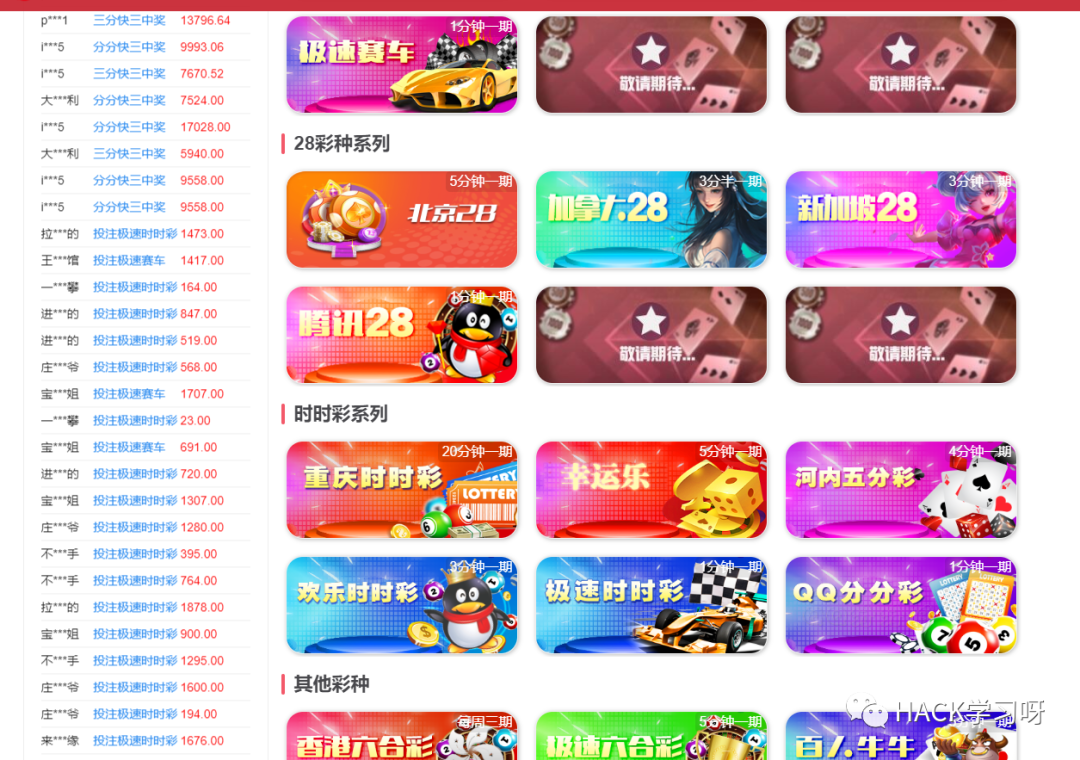 p***1 三分快三中奖 13796.64
i***5 分分快三中奖 9993.06
i***5 三分快三中奖 7670.52
大***利 分分快三中奖 7524.00
i***5 分分快三中奖 17028.00
大***利 三分快三中奖 5940.00
i***5 分分快三中奖 9558.00
i***5 分分快三中奖 9558.00
拉***的 投注极速时时彩 1473.00
王***馆 投注极速赛车 1417.00
一***攀 投注极速时时彩 164.00
进***的 投注极速时时彩 847.00
进***的 投注极速时时彩 519.00
庄***爷 投注极速时时彩 568.00
宝***姐 投注极速赛车 1707.00
一***攀 投注极速时时彩 23.00
宝***姐 投注极速赛车 691.00
进***的 投注极速时时彩 720.00
宝***姐 投注极速时时彩 1307.00
庄***爷 投注极速时时彩 1280.00
不***手 投注极速时时彩 395.00
不***手 投注极速时时彩 764.00
拉***的 投注极速时时彩 1878.00
宝***姐 投注极速时时彩 900.00
不***手 投注极速时时彩 1295.00
庄***爷 投注极速时时彩 1600.00
庄***爷 投注极速时时彩 194.00
来***缘 投注极速时时彩 1676.00
1分钟一期
极速赛车
敬请期待...
敬请期待...
28彩种系列
5分钟一期
北京28
3分半一期
加拿大28
3分钟一期
新加坡28
1分钟一期
腾讯28
敬请期待...
敬请期待...
时时彩系列
20分钟一期
重庆时时彩
LOTTERY
5分钟一期
幸运乐
4分钟一期
河内五分彩
3分钟一期
欢乐时时彩
1分钟一期
极速时时彩
1分钟一期
QQ分分彩
LOTTERY
LOTTERY
其他彩种
每周三期
香港六合彩
5分钟一期
极速六合彩
百人牛牛
HACK学习呀